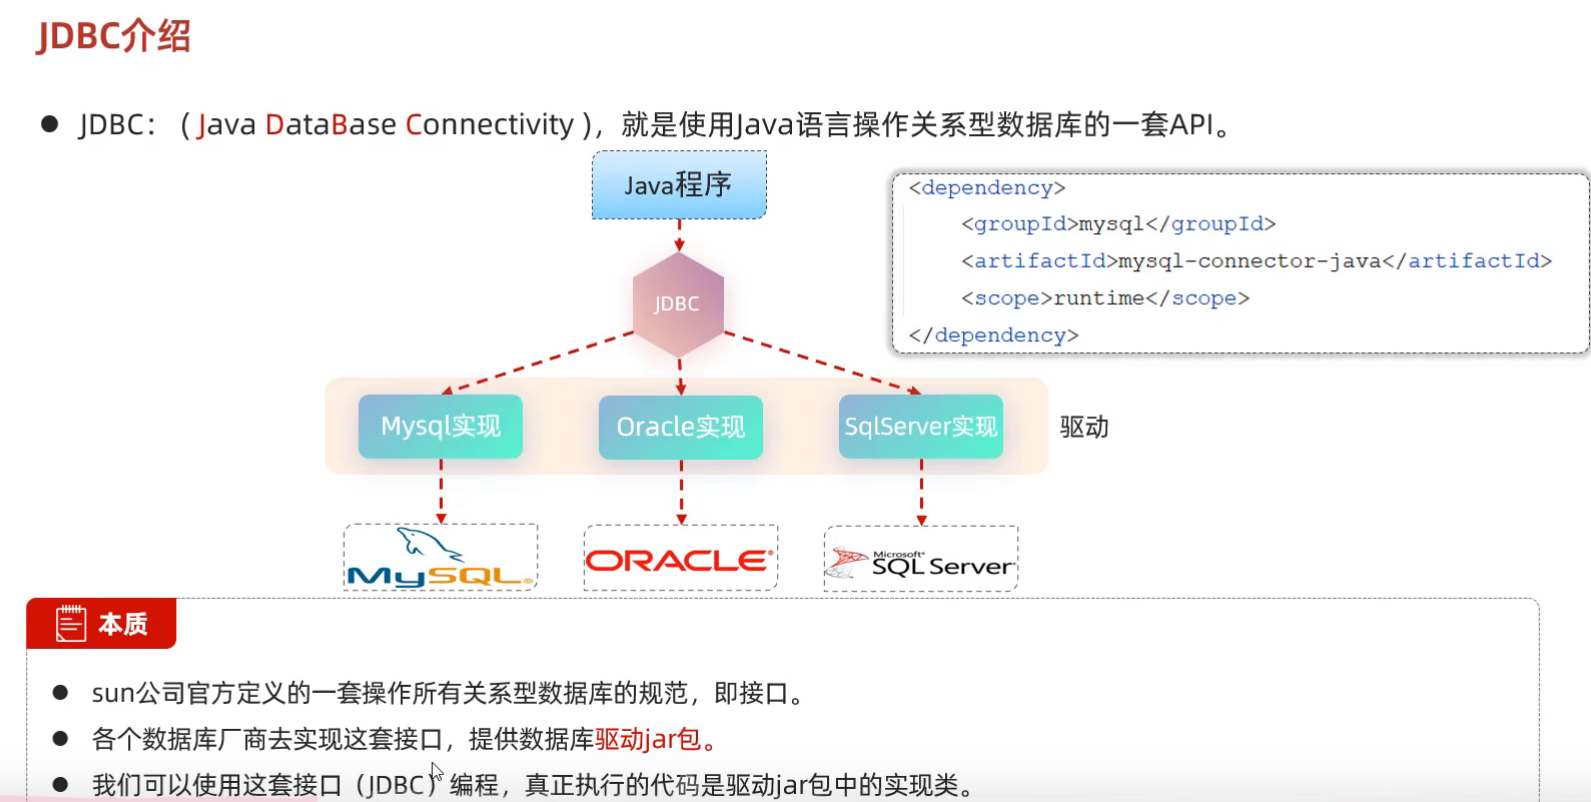 JDBC介绍
JDBC：（Java DataBase Connectivity），就是使用Java语言操作关系型数据库的一套API。
Java程序
<dependency>
<groupId>mysql</groupId>
<artifactId>mysql-connector-java</artifactId>
<scope>runtime</scope>
</dependency>
JDBC
Mysql实现
Oracle实现
SqlServer实现
驱动
MySQL®
ORACLE®
Microsoft®
SQL Server
本质
sun公司官方定义的一套操作所有关系型数据库的规范，即接口。
各个数据库厂商去实现这套接口，提供数据库驱动jar包。
我们可以使用这套接口（JDBC）编程，真正执行的代码是驱动jar包中的实现类。